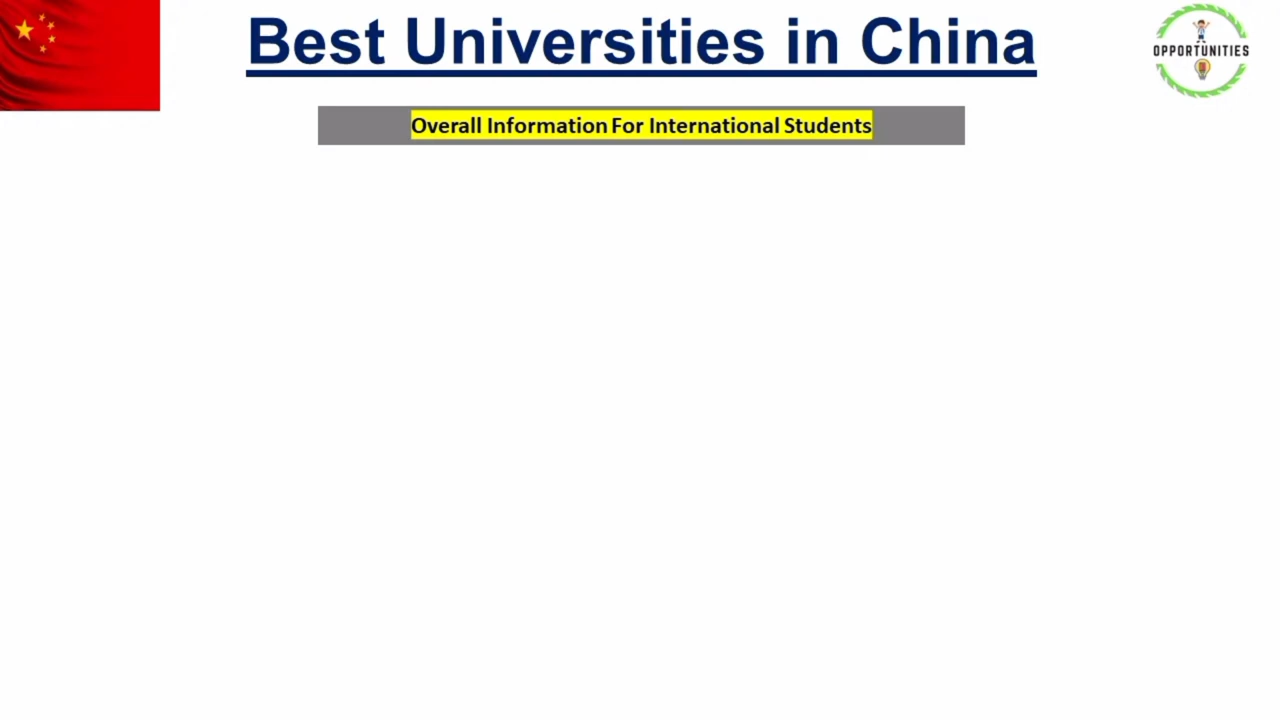 Best Universities in China
OPPORTUNITIES
Overall Information For International Students